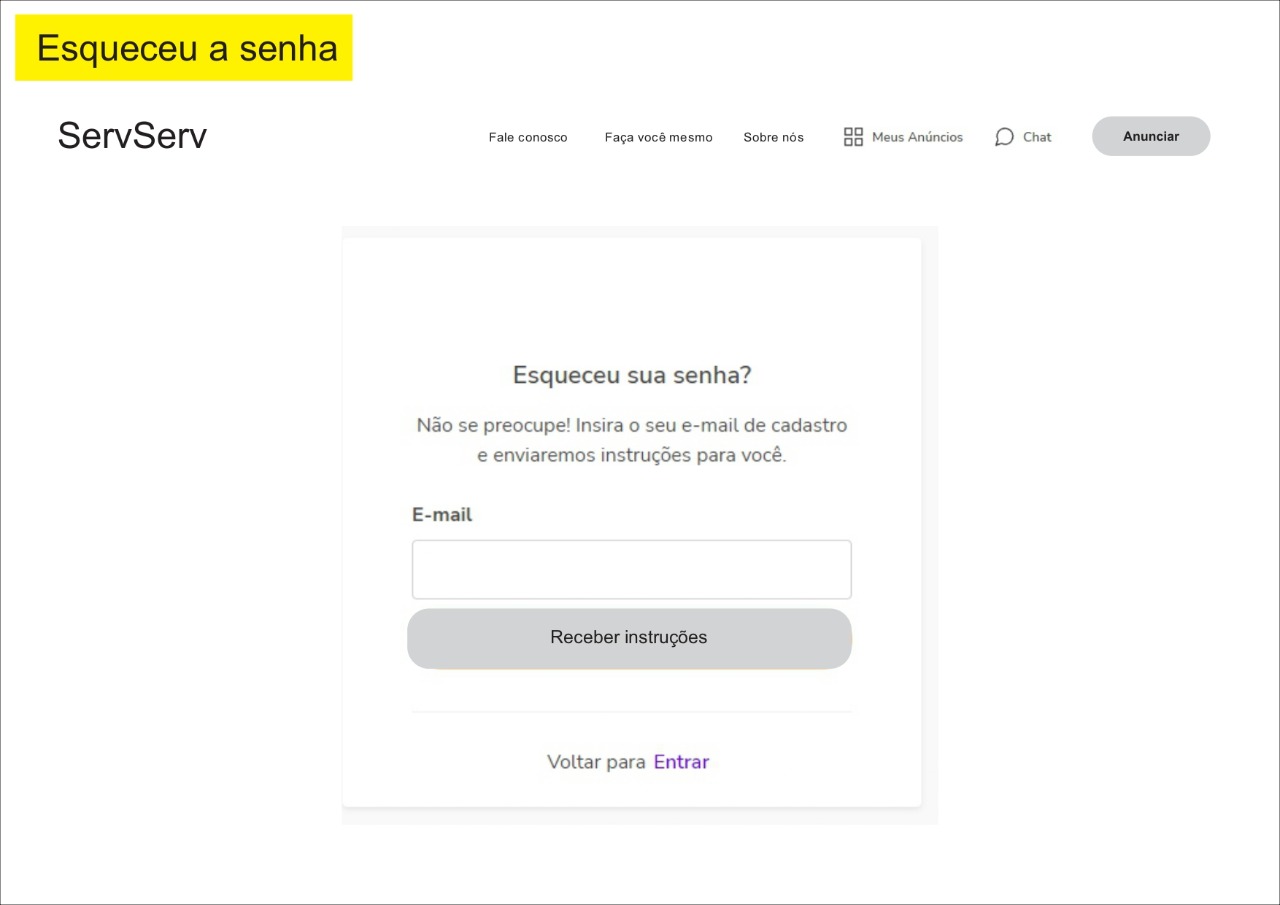 Esqueceu a senha
ServServ
Fale conosco
Faça você mesmo
Sobre nós
Meus Anúncios
Chat
Anunciar
Esqueceu sua senha?
Não se preocupe! Insira o seu e-mail de cadastro
e enviaremos instruções para você.
E-mail
Receber instruções
Voltar para Entrar